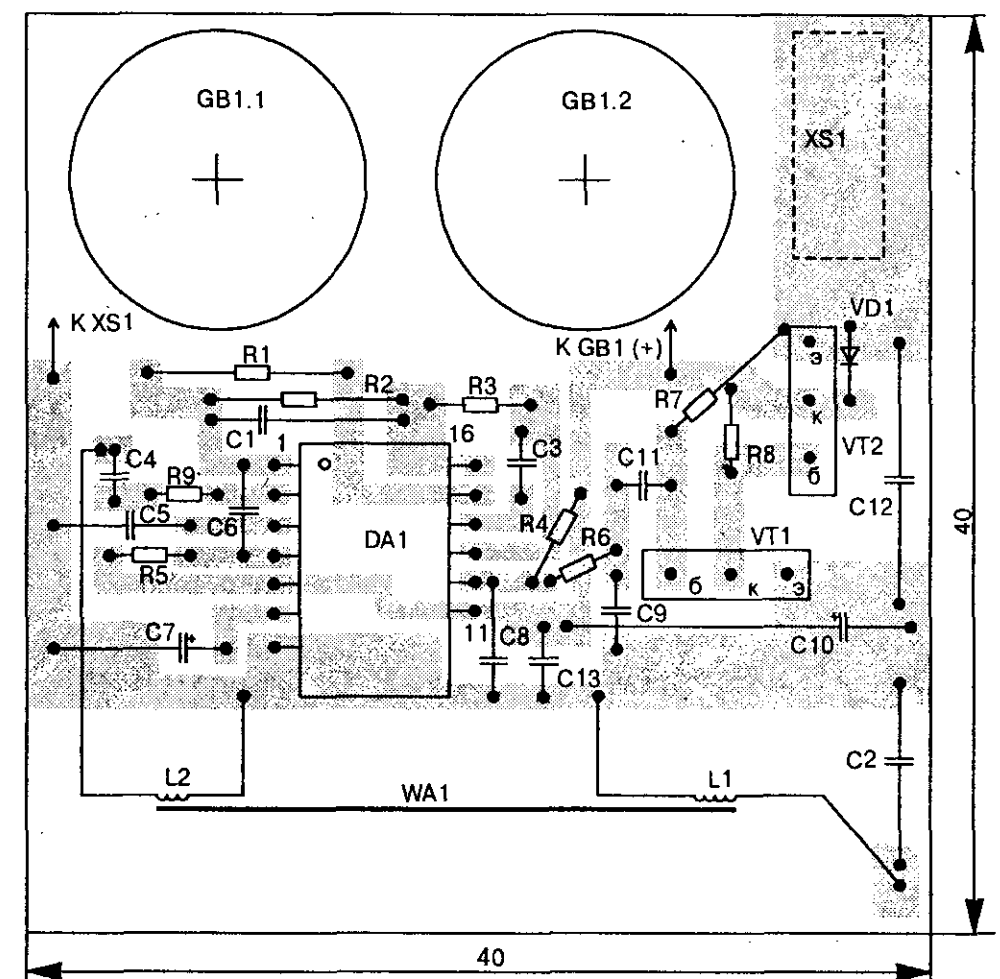 GB1.1
GB1.2
XS1
К XS1
К GB1 (+)
VD1
R1
R2
R3
R7
э
к
б
VT2
C1
1
16
C3
C4
R9
C11
R8
C12
C5
C6
DA1
R4
R6
VT1
40
R5
б
к
э
C7
11
C8
C9
C10
C13
C2
L2
WA1
L1
40